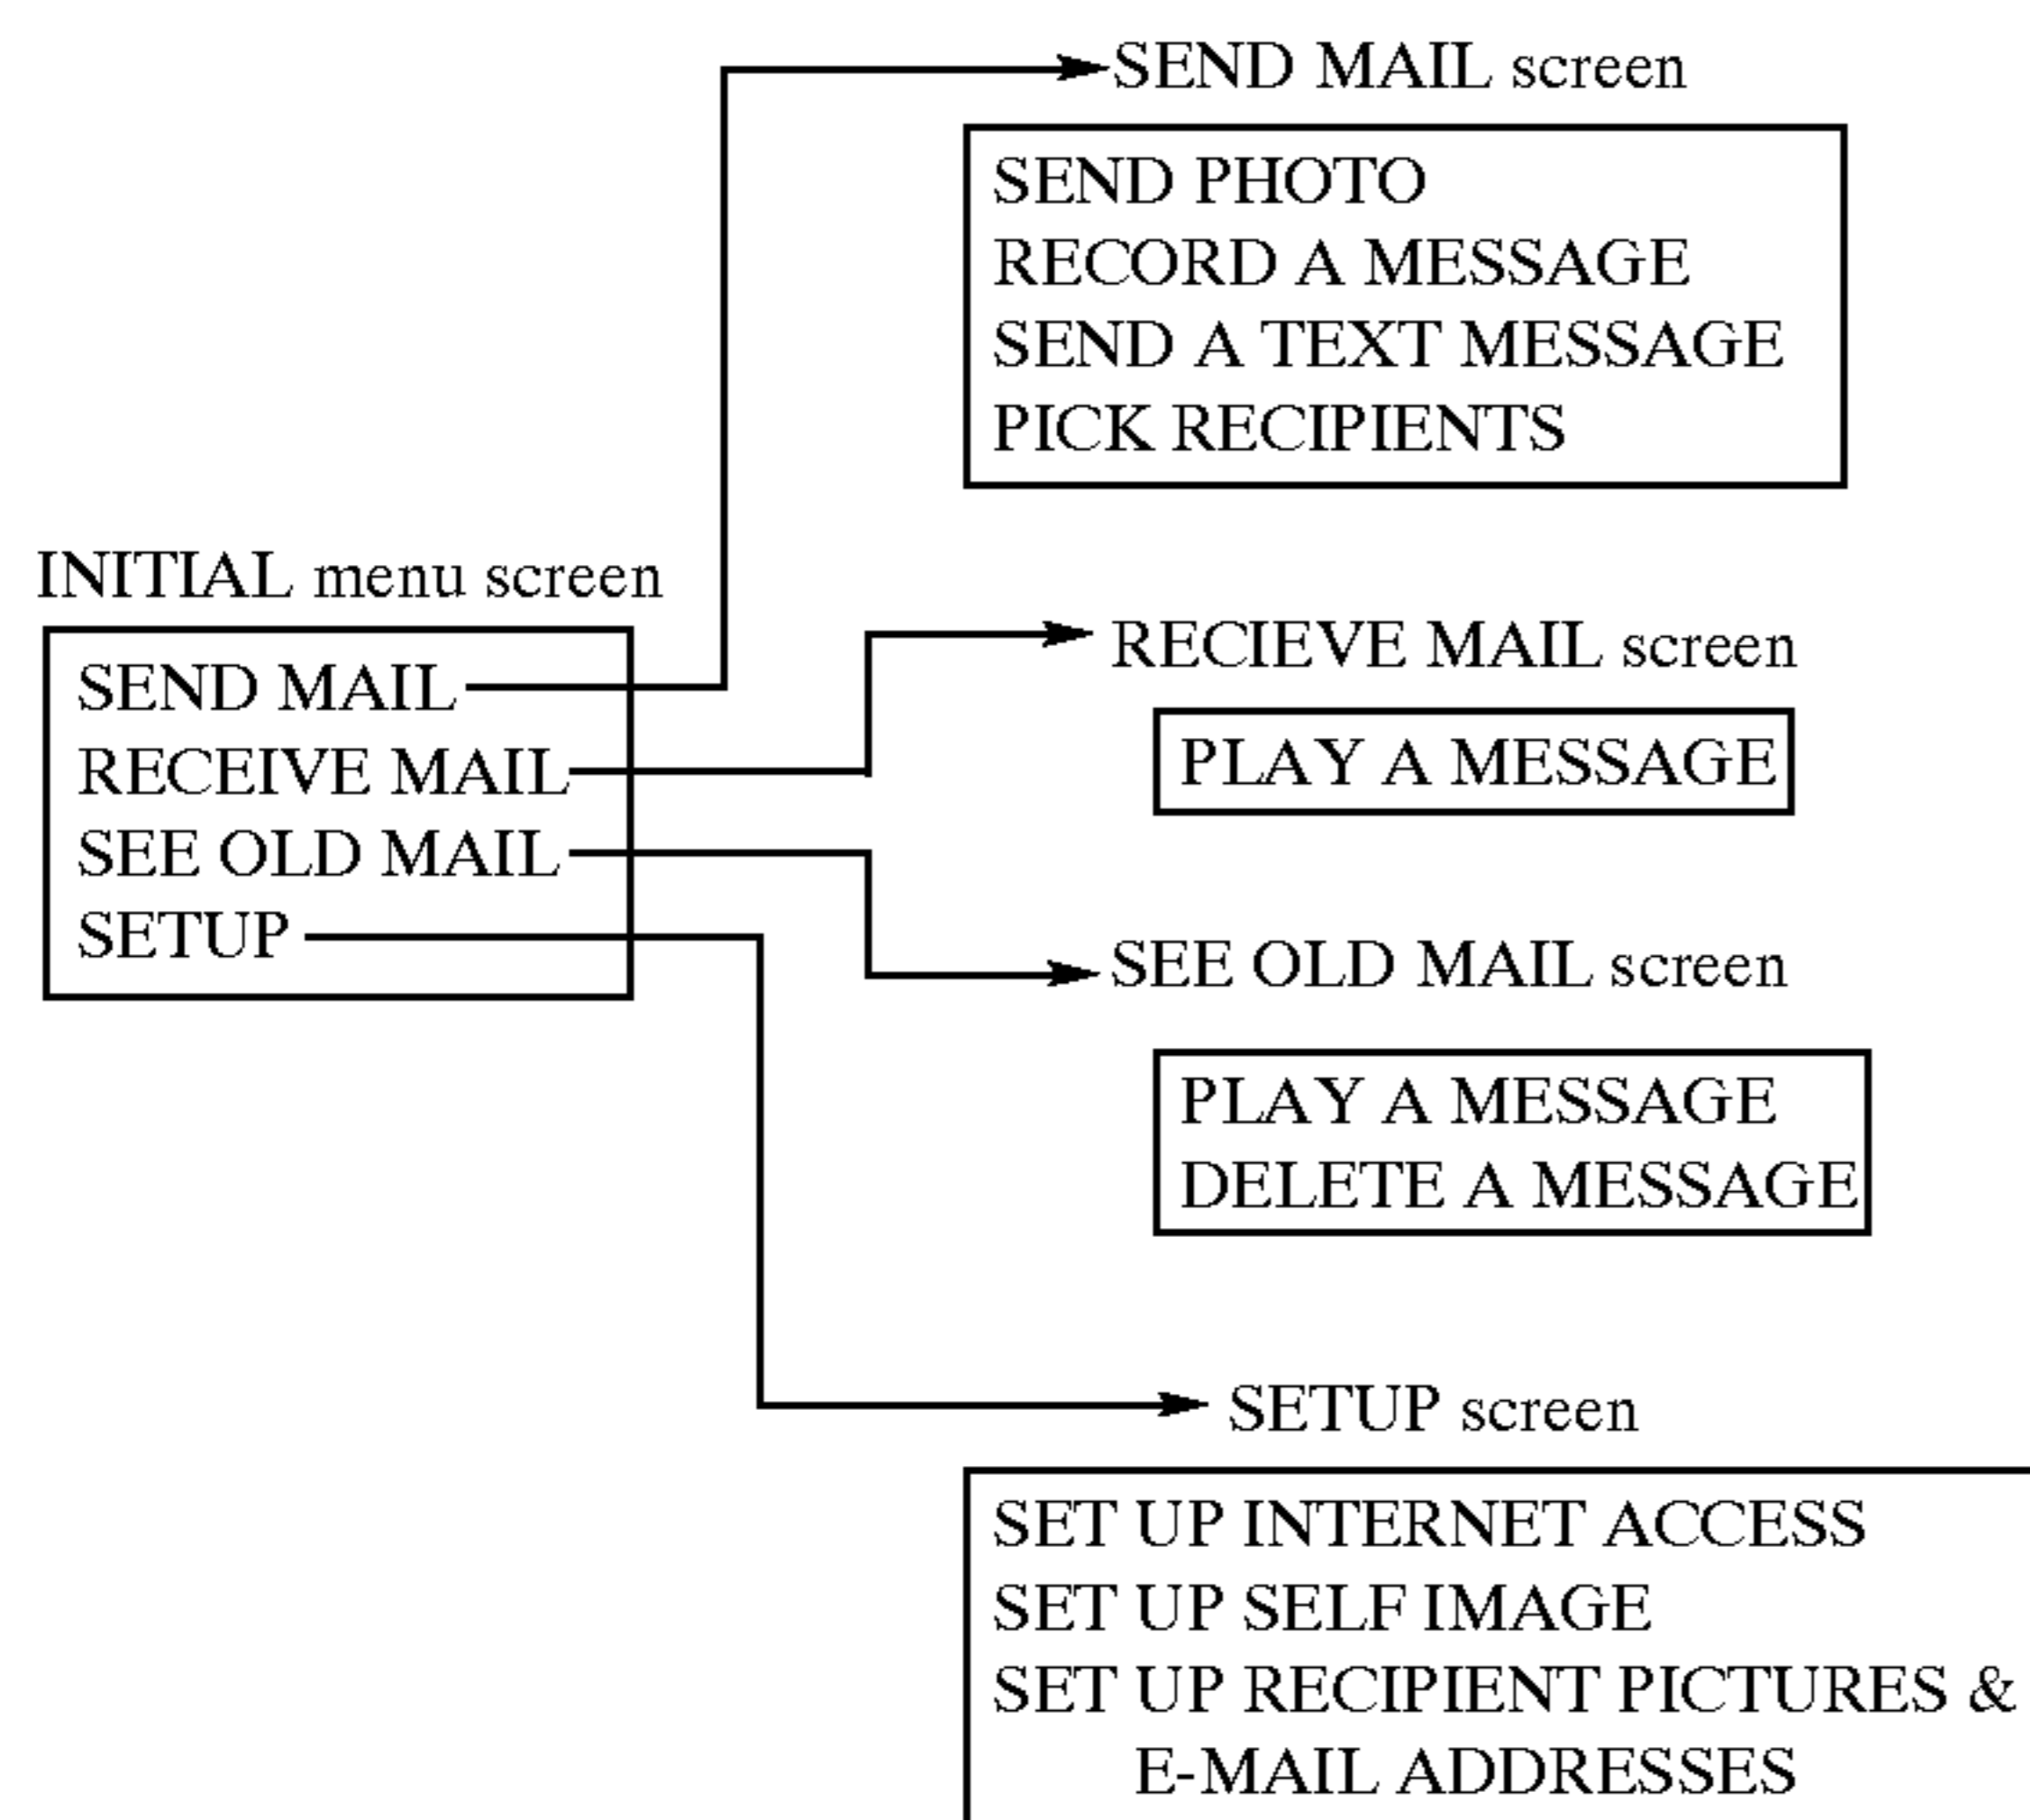 SEND MAIL screen
SEND PHOTO
RECORD A MESSAGE
SEND A TEXT MESSAGE
PICK RECIPIENTS
INITIAL menu screen
SEND MAIL
RECEIVE MAIL
SEE OLD MAIL
SETUP
RECIEVE MAIL screen
PLAY A MESSAGE
SEE OLD MAIL screen
PLAY A MESSAGE
DELETE A MESSAGE
SETUP screen
SET UP INTERNET ACCESS
SET UP SELF IMAGE
SET UP RECIPIENT PICTURES &
E-MAIL ADDRESSES